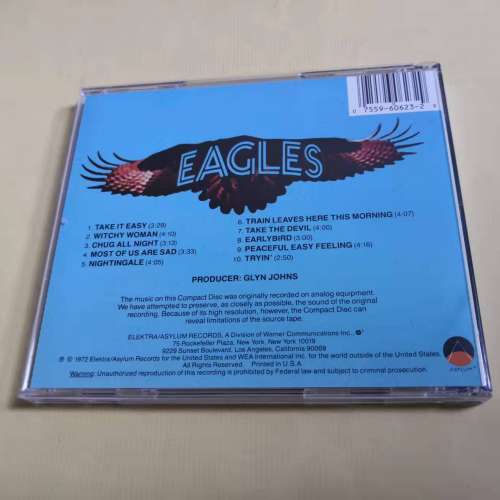 0 7559-60623-2 8
EAGLES
1. TAKE IT EASY (3:29)
2. WITCHY WOMAN (4:10)
3. CHUG ALL NIGHT (3:13)
4. MOST OF US ARE SAD (3:33)
5. NIGHTINGALE (4:05)
6. TRAIN LEAVES HERE THIS MORNING (4:07)
7. TAKE THE DEVIL (4:00)
8. EARLYBIRD (3:00)
9. PEACEFUL EASY FEELING (4:16)
10. TRYIN' (2:50)
PRODUCER: GLYN JOHNS
The music on this Compact Disc was originally recorded on analog equipment.
We have attempted to preserve, as closely as possible, the sound of the original
recording. Because of its high resolution, however, the Compact Disc can
reveal limitations of the source tape.
ELEKTRA/ASYLUM RECORDS, A Division of Warner Communications Inc.,
75 Rockefeller Plaza, New York, New York 10019
9229 Sunset Boulevard, Los Angeles, California 90069
℗ © 1972 Elektra/Asylum Records for the United States and WEA International Inc. for the world outside of the United States.
All Rights Reserved. Printed in U.S.A.
Warning: Unauthorized reproduction of this recording is prohibited by Federal law and subject to criminal prosecution.
ASYLUM